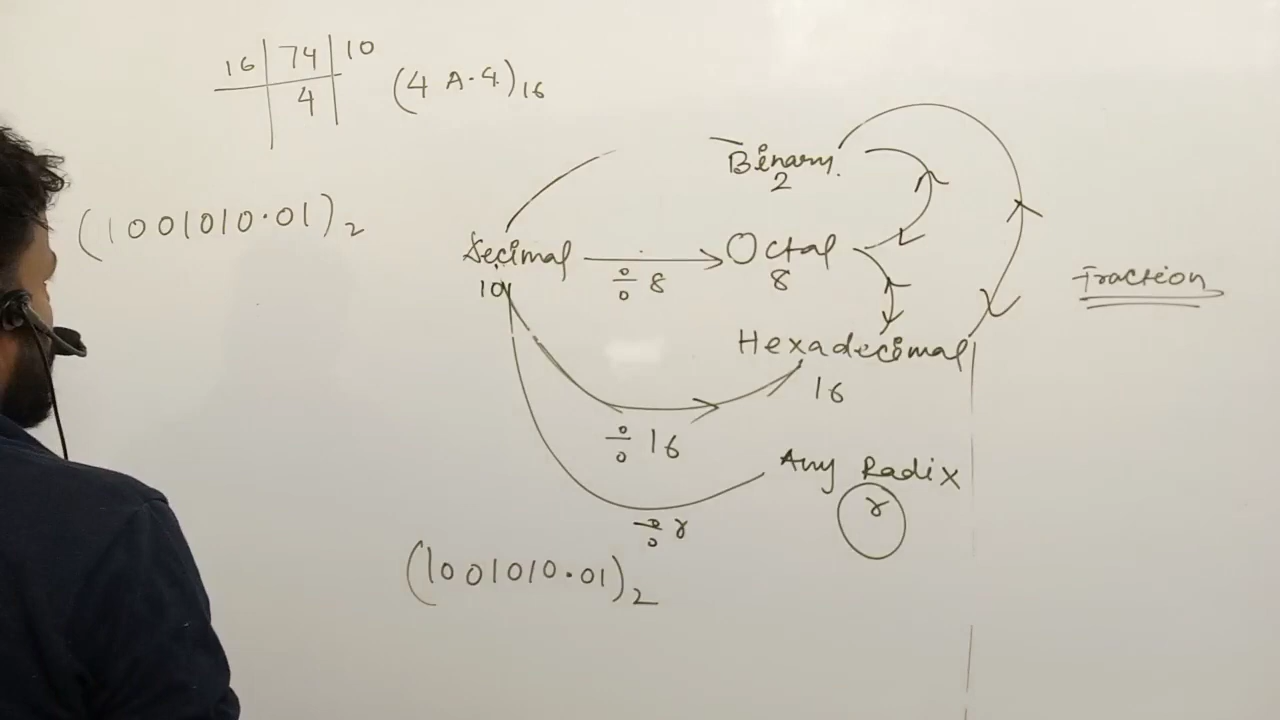 16 | 74 | 10
4
(4 A.4)16
(1001010.01)2
Binary
2
Decimal
10
÷ 8
Octal
8
Fraction
Hexadecimal
16
÷ 16
Any Radix
r
÷ r
(1001010.01)2